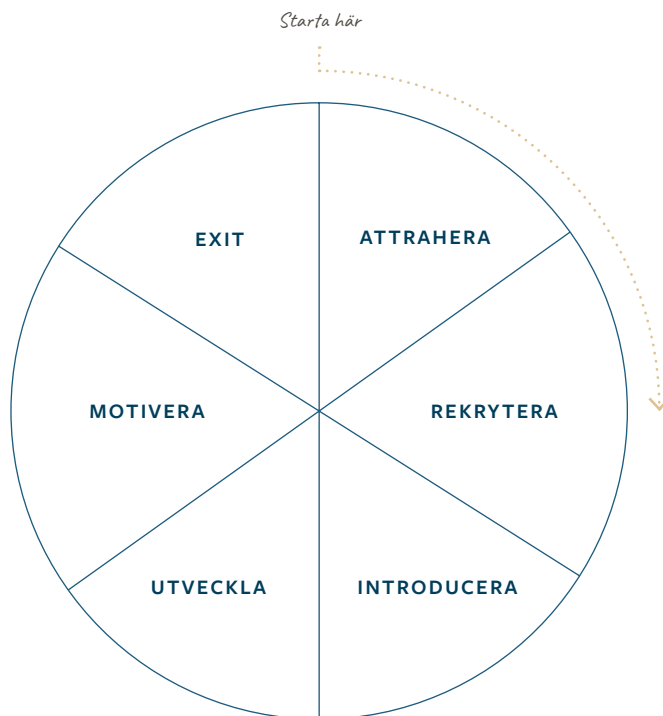 Starta här
EXIT
ATTRAHERA
MOTIVERA
REKRYTERA
UTVECKLA
INTRODUCERA